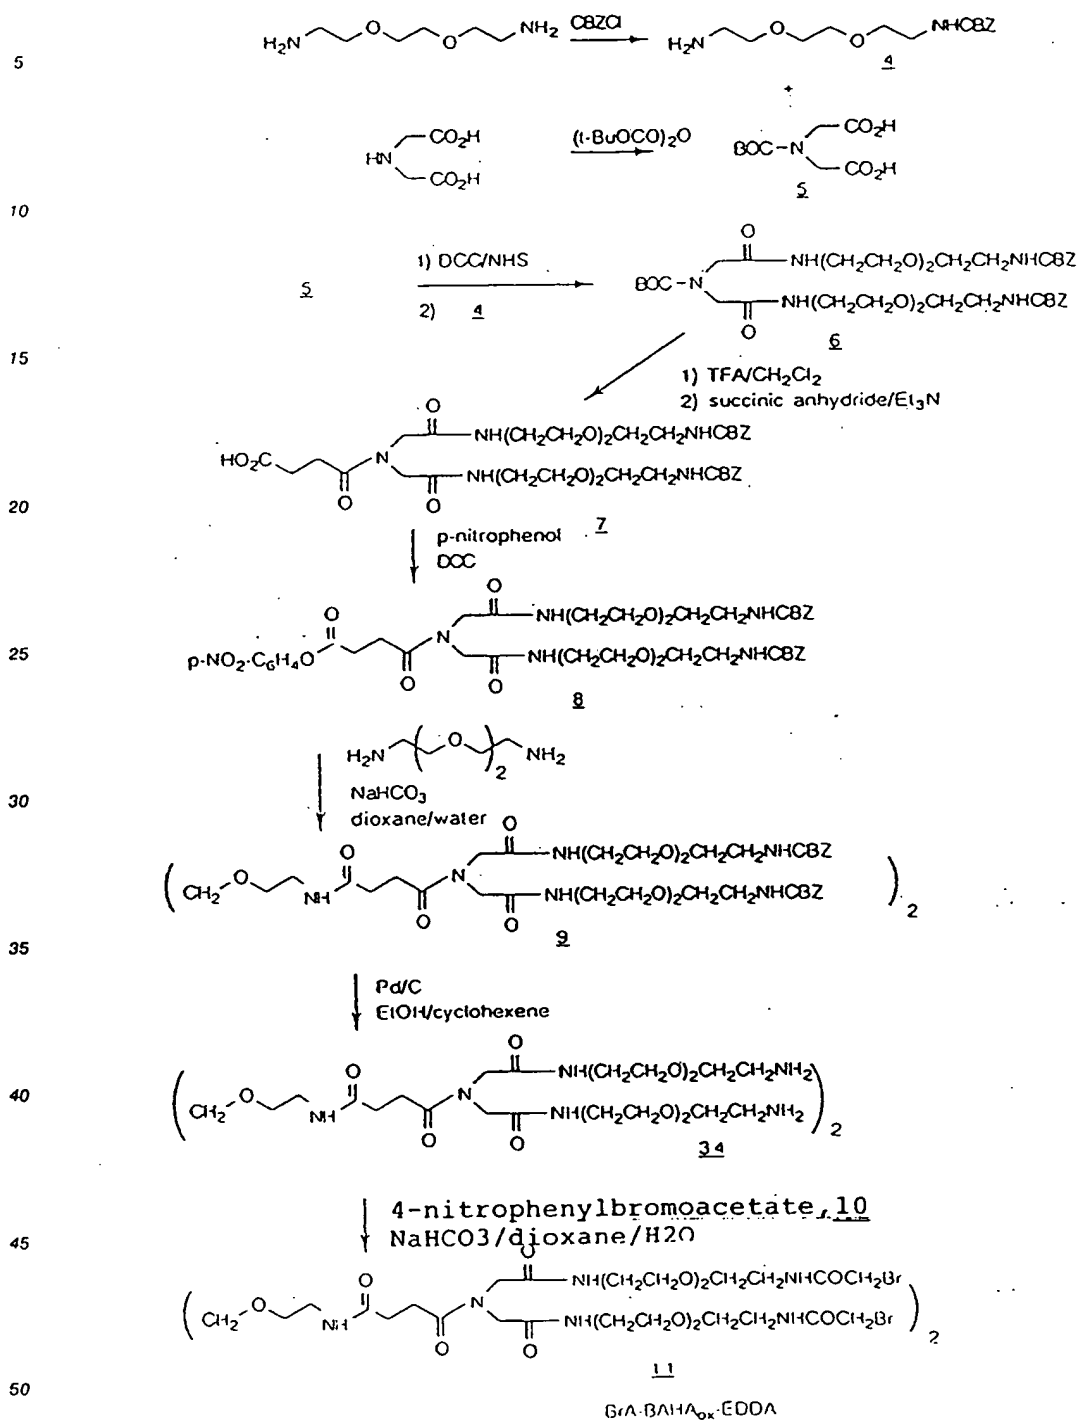 H₂N O O NH₂ CBZCl H₂N O O NHCBZ
5
4
+
HN CO₂H CO₂H (t-BuOCO)₂O BOC-N CO₂H CO₂H
5
10
5
1) DCC/NHS
2) 4
BOC-N O NH(CH₂CH₂O)₂CH₂CH₂NHCBZ
O NH(CH₂CH₂O)₂CH₂CH₂NHCBZ
6
15
1) TFA/CH₂Cl₂
2) succinic anhydride/Et₃N
O
NH(CH₂CH₂O)₂CH₂CH₂NHCBZ
HO₂C N
NH(CH₂CH₂O)₂CH₂CH₂NHCBZ
O O
20
7
p-nitrophenol
DCC
O
O NH(CH₂CH₂O)₂CH₂CH₂NHCBZ
N
25
p-NO₂-C₆H₄O NH(CH₂CH₂O)₂CH₂CH₂NHCBZ
O O
8
H₂N ( O )₂ NH₂
30
NaHCO₃
dioxane/water
O
O NH(CH₂CH₂O)₂CH₂CH₂NHCBZ
( CH₂ O NH N
NH(CH₂CH₂O)₂CH₂CH₂NHCBZ )₂
O O
9
35
Pd/C
EtOH/cyclohexene
O
O NH(CH₂CH₂O)₂CH₂CH₂NH₂
40
( CH₂ O NH N
NH(CH₂CH₂O)₂CH₂CH₂NH₂ )₂
O O
34
4-nitrophenylbromoacetate, 10
45
NaHCO3/dioxane/H2O
O
O NH(CH₂CH₂O)₂CH₂CH₂NHCOCH₂Br
( CH₂ O NH N
NH(CH₂CH₂O)₂CH₂CH₂NHCOCH₂Br )₂
O O
11
50
BrA-BAHAₒₓ-EDDA